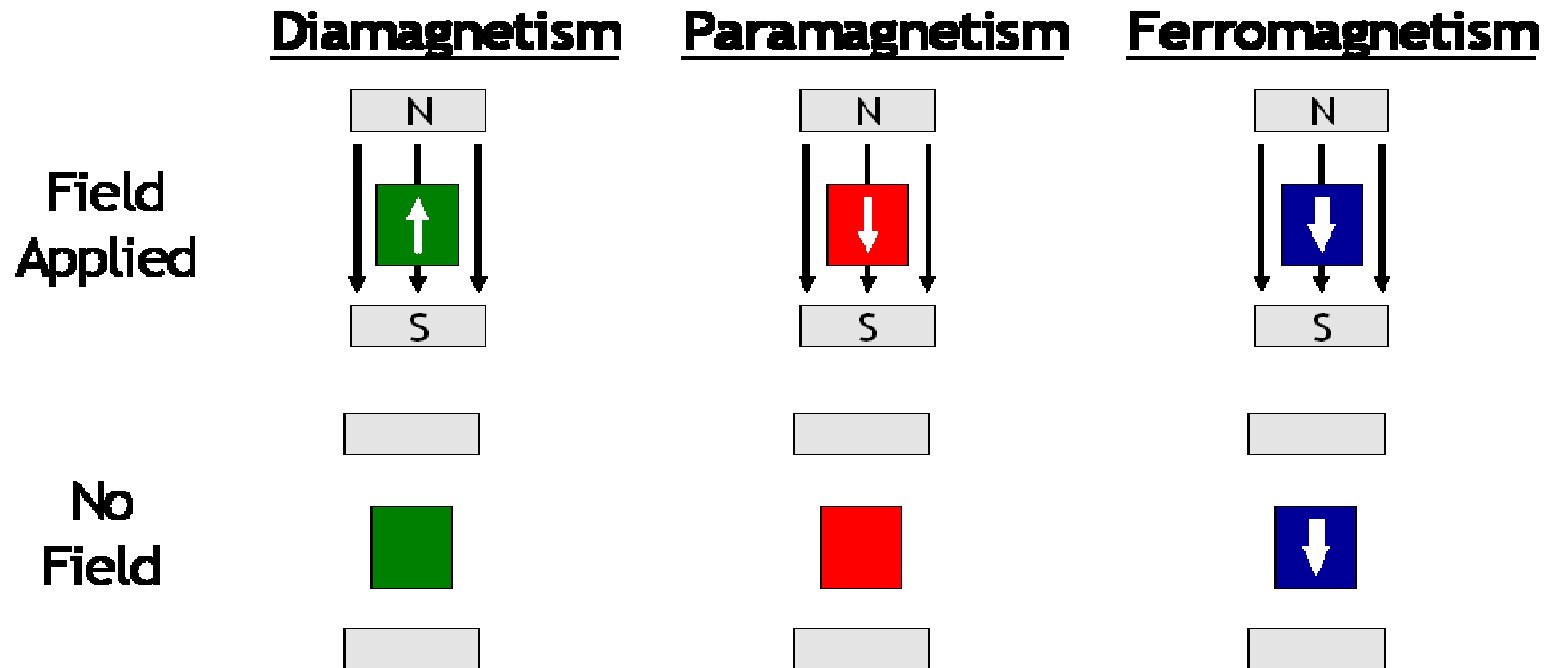 Diamagnetism Paramagnetism Ferromagnetism
N N N
Field
Applied
S S S
No
Field